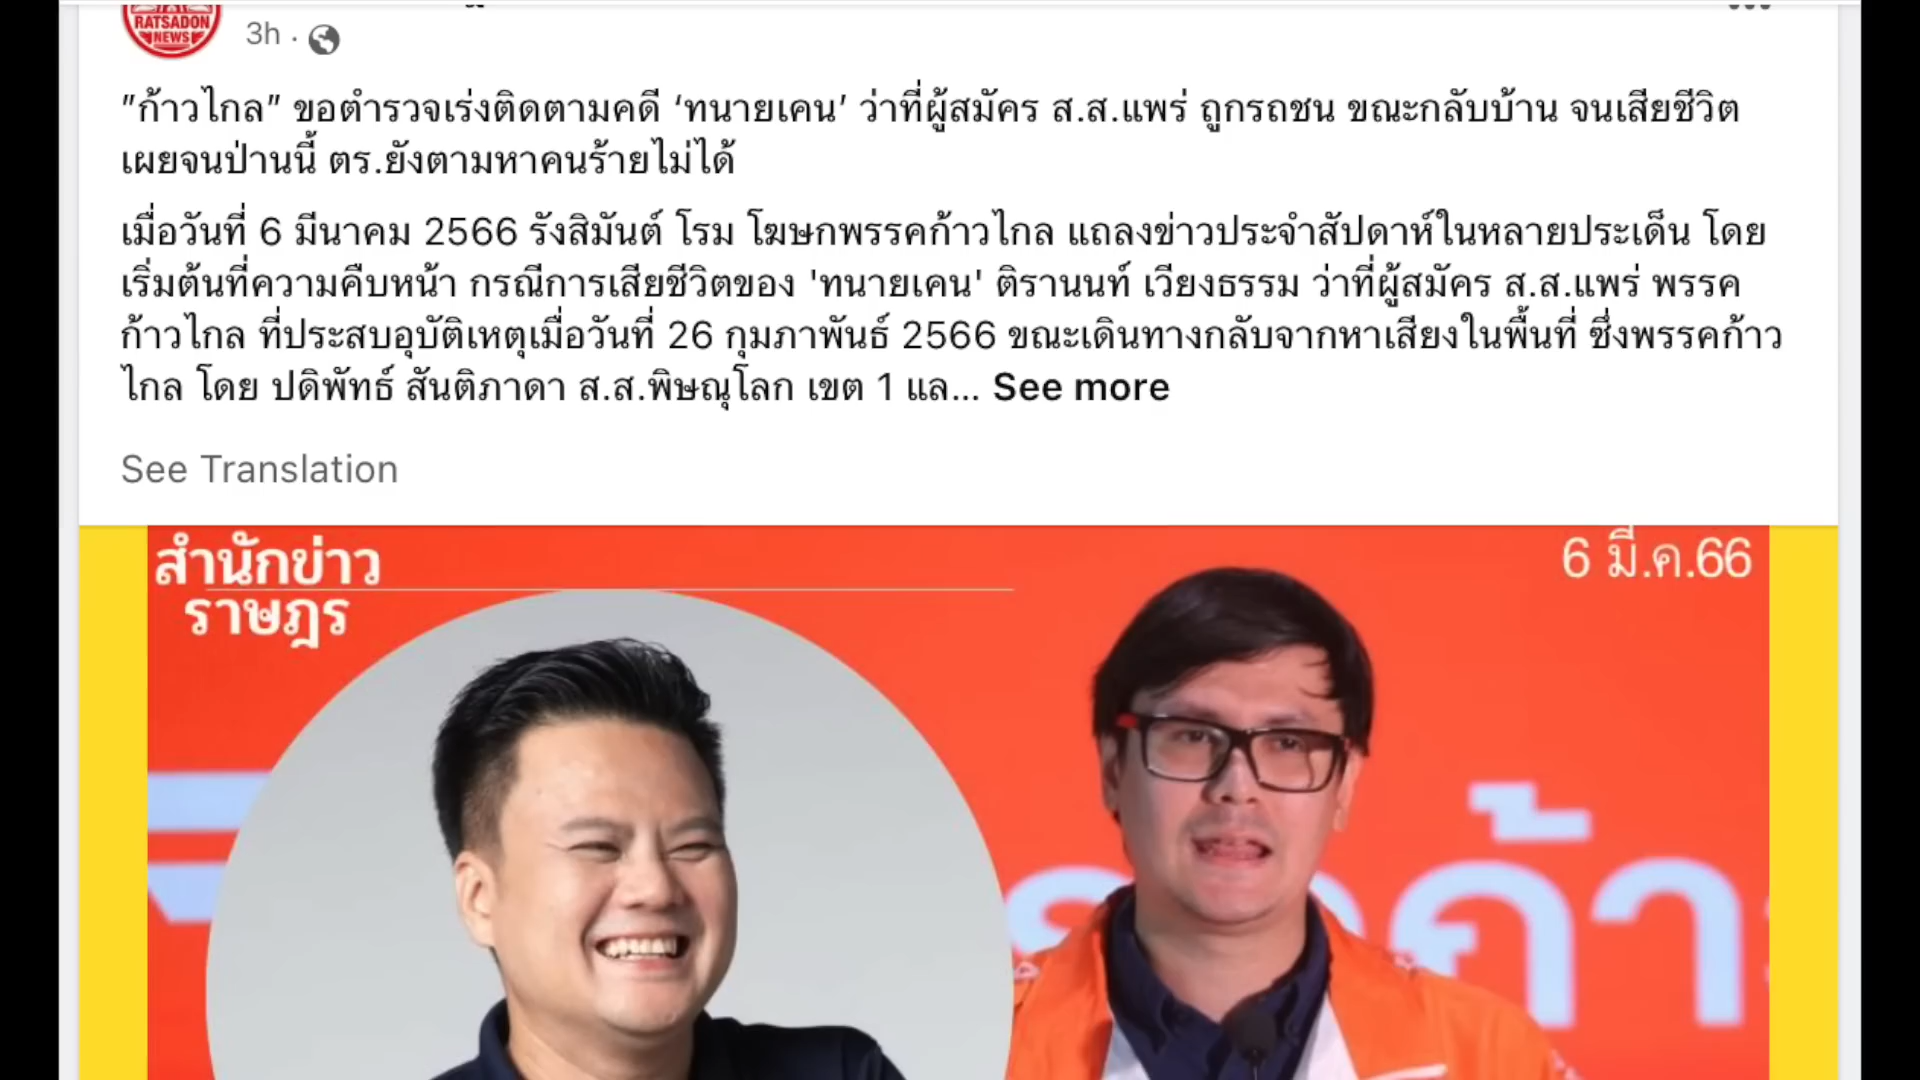 RATSADON
NEWS
3h ·
"ก้าวไกล" ขอตำรวจเร่งติดตามคดี 'ทนายเคน' ว่าที่ผู้สมัคร ส.ส.แพร่ ถูกรถชน ขณะกลับบ้าน จนเสียชีวิต
เผยจนป่านนี้ ตร.ยังตามหาคนร้ายไม่ได้
เมื่อวันที่ 6 มีนาคม 2566 รังสิมันต์ โรม โฆษกพรรคก้าวไกล แถลงข่าวประจำสัปดาห์ในหลายประเด็น โดย
เริ่มต้นที่ความคืบหน้า กรณีการเสียชีวิตของ 'ทนายเคน' ติรานนท์ เวียงธรรม ว่าที่ผู้สมัคร ส.ส.แพร่ พรรค
ก้าวไกล ที่ประสบอุบัติเหตุเมื่อวันที่ 26 กุมภาพันธ์ 2566 ขณะเดินทางกลับจากหาเสียงในพื้นที่ ซึ่งพรรคก้าว
ไกล โดย ปดิพัทธ์ สันติภาดา ส.ส.พิษณุโลก เขต 1 แล... See more
See Translation
สำนักข่าว
ราษฎร
6 มี.ค.66
ก้าว